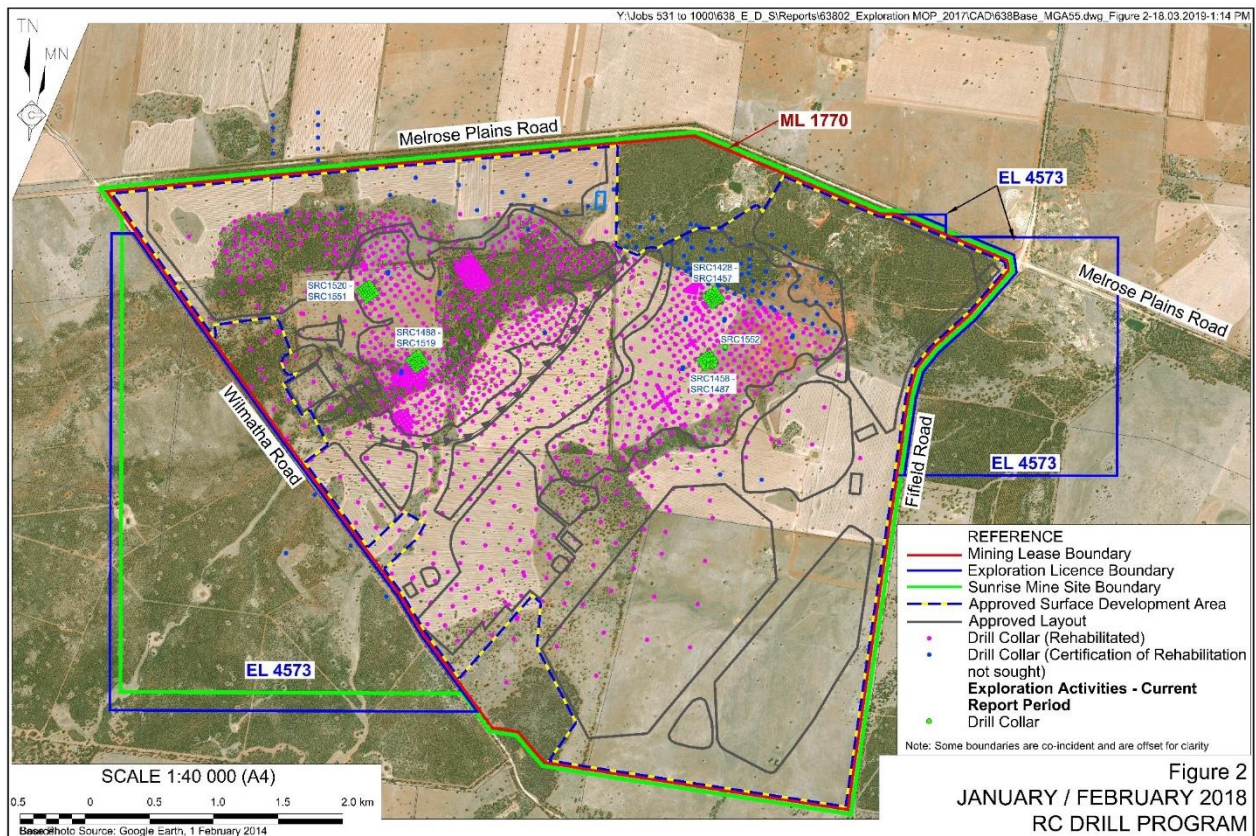 Y:\Jobs 531 to 1000\638_E_D_S\Reports\63802_Exploration MOP_2017\CAD\638Base_MGA55.dwg_Figure 2-18.03.2019-1:14 PM
TN
MN
Melrose Plains Road
ML 1770
EL 4573
Melrose Plains Road
SRC1520 -
SRC1551
SRC1428 -
SRC1457
SRC1488 -
SRC1519
SRC1552
SRC1458 -
SRC1487
Wilmatha Road
Fifield Road
EL 4573
EL 4573
REFERENCE
Mining Lease Boundary
Exploration Licence Boundary
Sunrise Mine Site Boundary
Approved Surface Development Area
Approved Layout
Drill Collar (Rehabilitated)
Drill Collar (Certification of Rehabilitation
not sought)
Exploration Activities - Current
Report Period
Drill Collar
Note: Some boundaries are co-incident and are offset for clarity
SCALE 1:40 000 (A4)
0.5 0 0.5 1.0 1.5 2.0 km
Photo Source: Google Earth, 1 February 2014
Figure 2
JANUARY / FEBRUARY 2018
RC DRILL PROGRAM